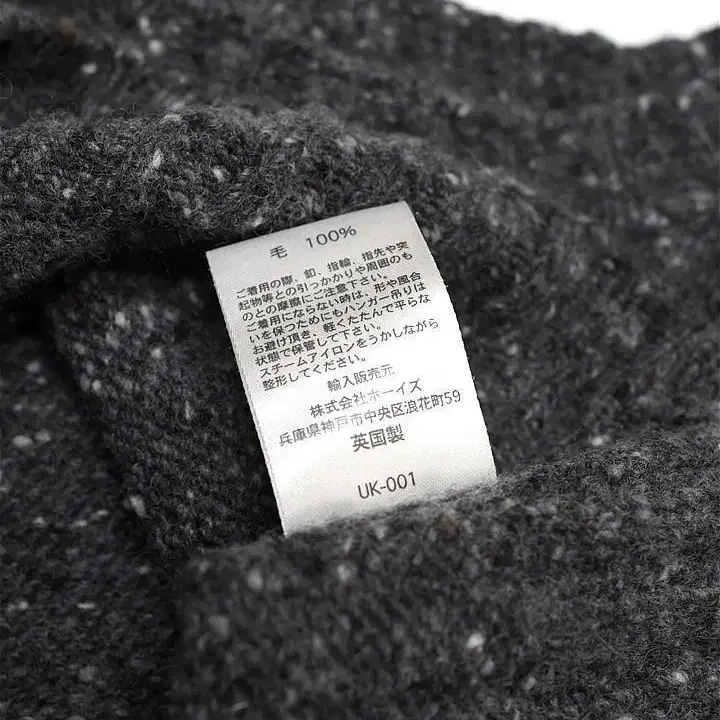 毛 100%
ご着用の際、釦、指輪、指先や突
起物等との引っかかりや周囲のも
のとの摩擦にご注意下さい。
ご着用にならない時は、形や風合
いを保つためにもハンガー吊りは
お避け頂き、軽くたたんで平らな
状態で保管して下さい。
スチームアイロンをうかしながら
整形してください。
輸入販売元
株式会社ホーイズ
兵庫県神戸市中央区浪花町59
英国製
UK-001